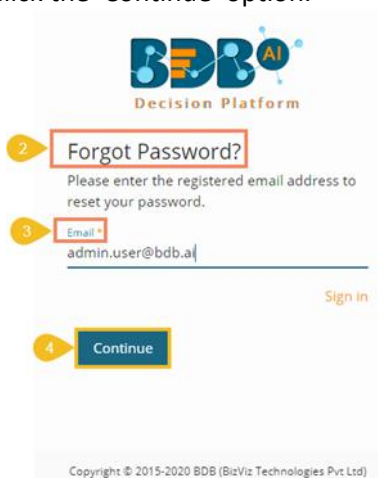 click the 'Continue' option.
BDB AI
Decision Platform
2 Forgot Password?
Please enter the registered email address to
reset your password.
3 Email *
admin.user@bdb.ai
Sign in
4 Continue
Copyright © 2015-2020 BDB (BizViz Technologies Pvt Ltd)